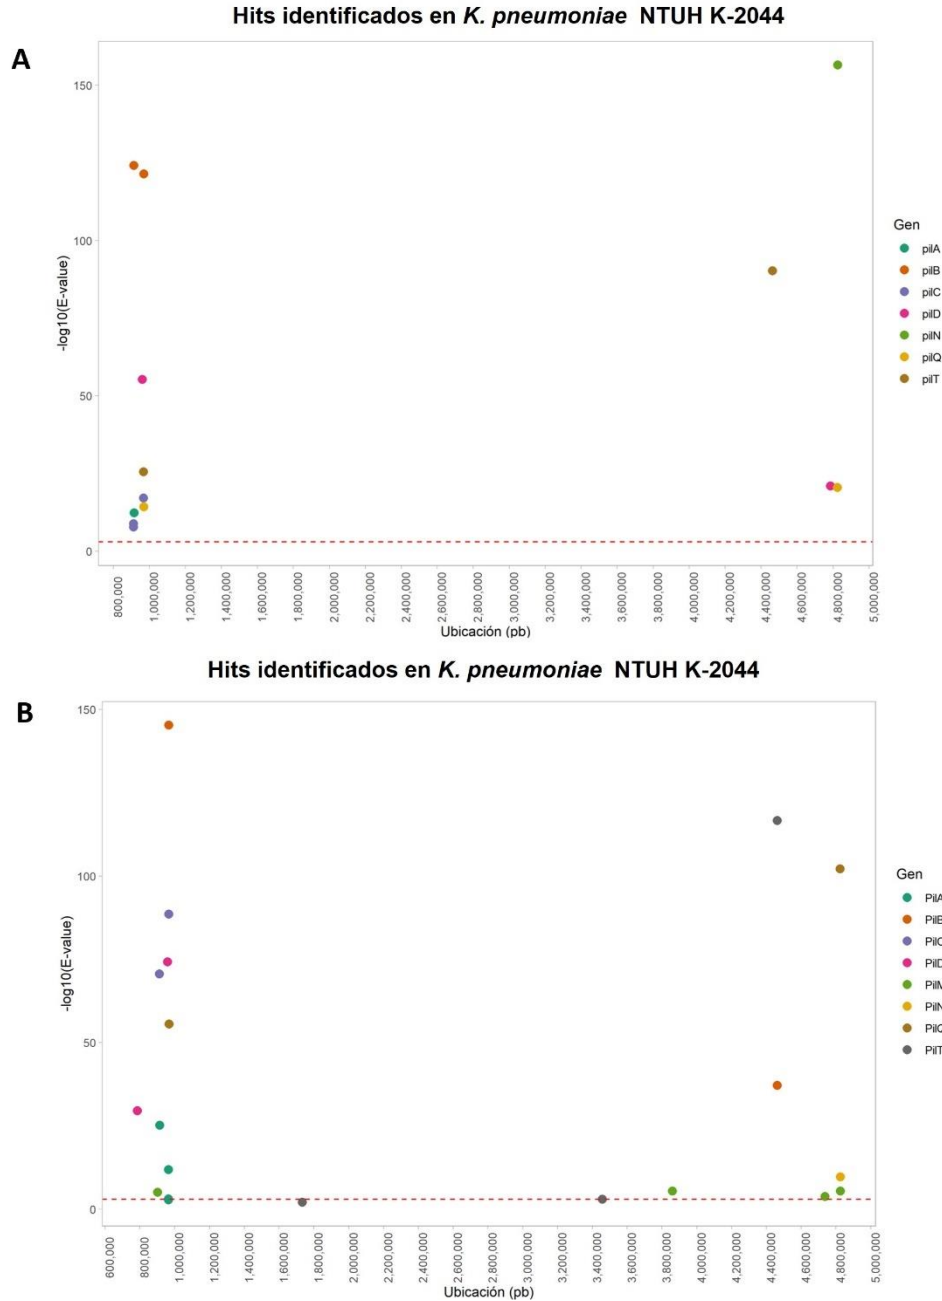 Hits identificados en K. pneumoniae NTUH K-2044
A
150
100
50
0
-log10(E-value)
800,000
1,000,000
1,200,000
1,400,000
1,600,000
1,800,000
2,000,000
2,200,000
2,400,000
2,600,000
2,800,000
3,000,000
3,200,000
3,400,000
3,600,000
3,800,000
4,000,000
4,200,000
4,400,000
4,600,000
4,800,000
5,000,000
Ubicación (pb)
Gen
pilA
pilB
pilC
pilD
pilN
pilQ
pilT
Hits identificados en K. pneumoniae NTUH K-2044
B
150
100
50
0
-log10(E-value)
600,000
800,000
1,000,000
1,200,000
1,400,000
1,600,000
1,800,000
2,000,000
2,200,000
2,400,000
2,600,000
2,800,000
3,000,000
3,200,000
3,400,000
3,600,000
3,800,000
4,000,000
4,200,000
4,400,000
4,600,000
4,800,000
5,000,000
Ubicación (pb)
Gen
PilA
PilB
PilC
PilD
PilM
PilN
PilQ
PilT